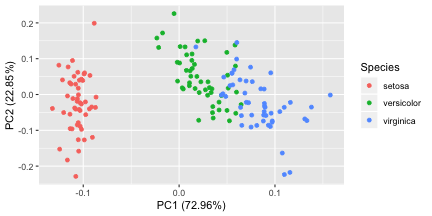 0.2
0.1
0.0
-0.1
-0.2
PC2 (22.85%)
-0.1 0.0 0.1
PC1 (72.96%)
Species
setosa
versicolor
virginica